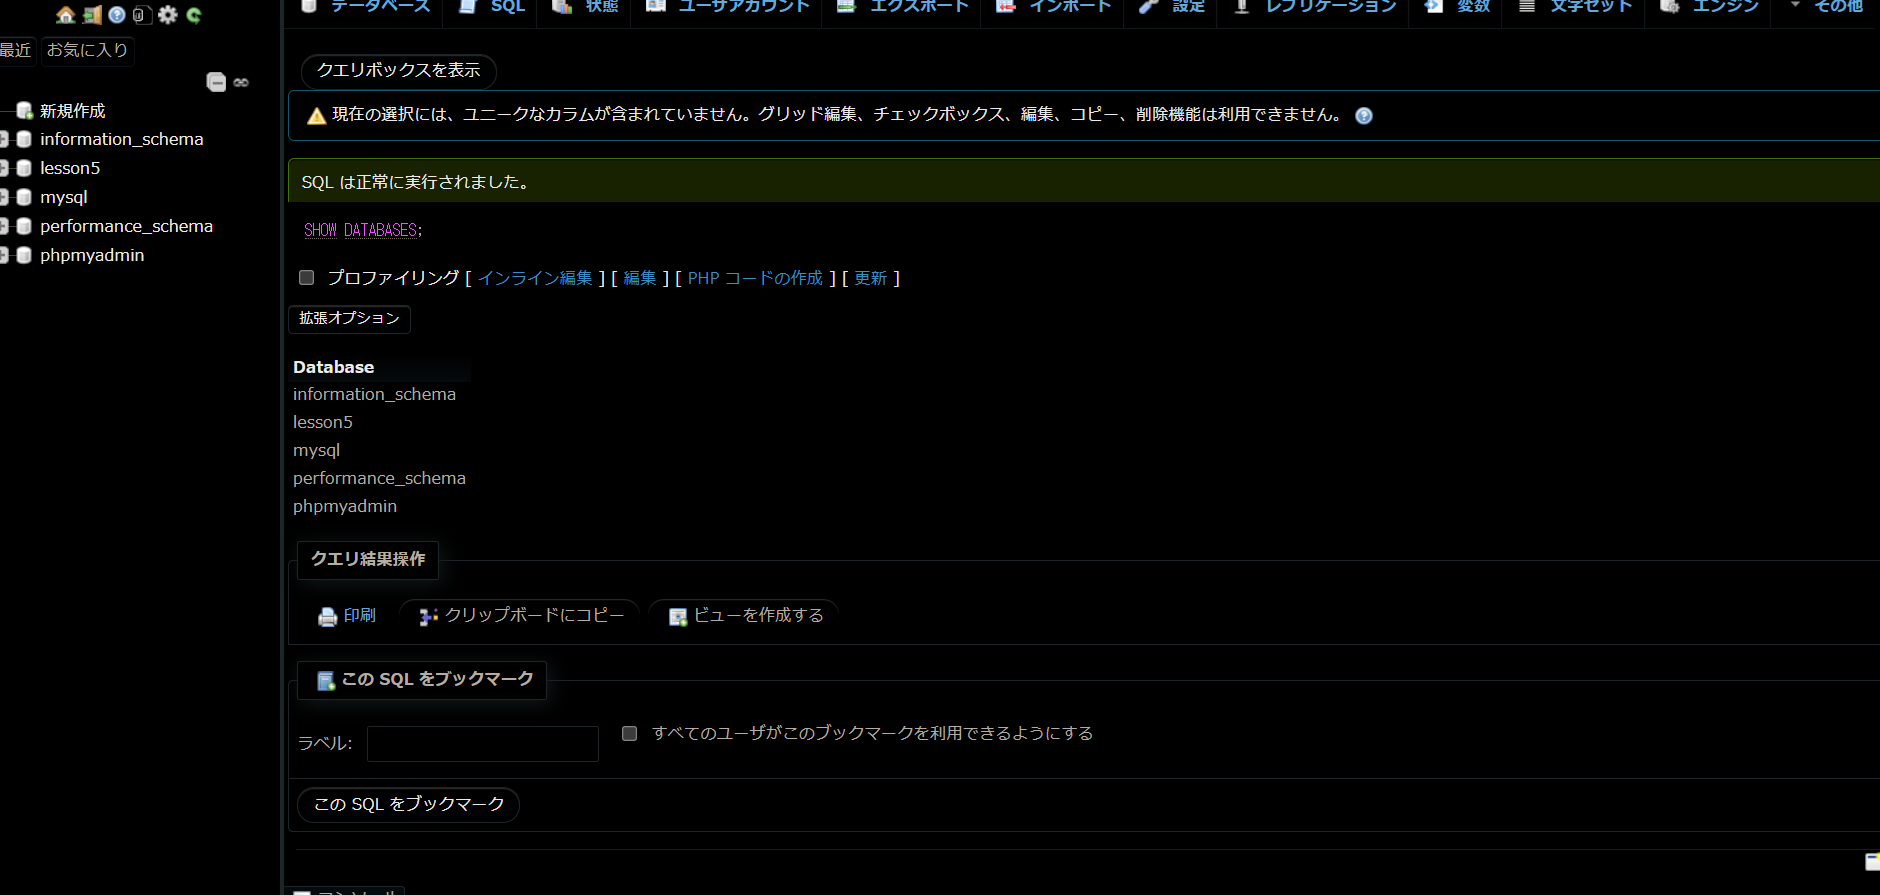 データベース SQL 状態 ユーザアカウント エクスポート インポート 設定 レプリケーション 変数 文字セット エンジン その他
最近 お気に入り
新規作成
information_schema
lesson5
mysql
performance_schema
phpmyadmin
クエリボックスを表示
現在の選択には、ユニークなカラムが含まれていません。グリッド編集、チェックボックス、編集、コピー、削除機能は利用できません。
SQL は正常に実行されました。
SHOW DATABASES;
プロファイリング [ インライン編集 ] [ 編集 ] [ PHP コードの作成 ] [ 更新 ]
拡張オプション
Database
information_schema
lesson5
mysql
performance_schema
phpmyadmin
クエリ結果操作
印刷 クリップボードにコピー ビューを作成する
この SQL をブックマーク
ラベル: すべてのユーザがこのブックマークを利用できるようにする
この SQL をブックマーク